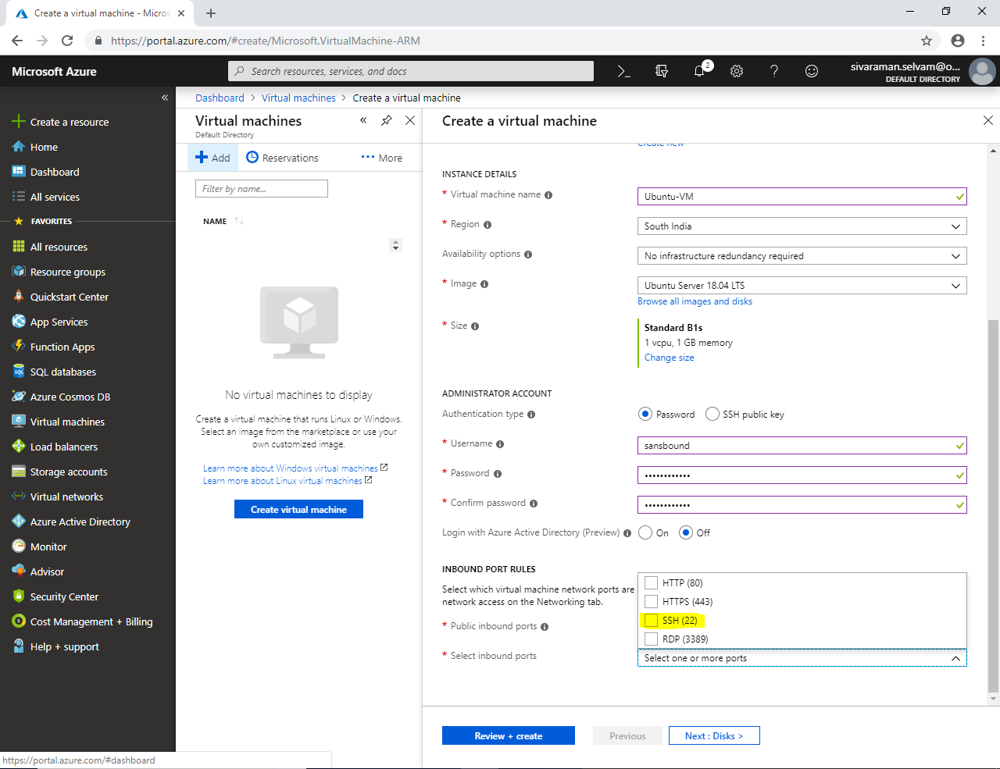 Create a virtual machine - Micros
https://portal.azure.com/#create/Microsoft.VirtualMachine-ARM
Microsoft Azure
Search resources, services, and docs
2
sivaraman.selvam@o...
DEFAULT DIRECTORY
Create a resource
Home
Dashboard
All services
FAVORITES
All resources
Resource groups
Quickstart Center
App Services
Function Apps
SQL databases
Azure Cosmos DB
Virtual machines
Load balancers
Storage accounts
Virtual networks
Azure Active Directory
Monitor
Advisor
Security Center
Cost Management + Billing
Help + support
https://portal.azure.com/#dashboard
Dashboard > Virtual machines > Create a virtual machine
Virtual machines
Default Directory
Add
Reservations
More
Filter by name...
NAME
No virtual machines to display
Create a virtual machine that runs Linux or Windows.
Select an image from the marketplace or use your
own customized image.
Learn more about Windows virtual machines
Learn more about Linux virtual machines
Create virtual machine
Create a virtual machine
Create new
INSTANCE DETAILS
* Virtual machine name
Ubuntu-VM
* Region
South India
Availability options
No infrastructure redundancy required
* Image
Ubuntu Server 18.04 LTS
Browse all images and disks
* Size
Standard B1s
1 vcpu, 1 GB memory
Change size
ADMINISTRATOR ACCOUNT
Authentication type
Password
SSH public key
* Username
sansbound
* Password
••••••••••••
* Confirm password
••••••••••••
Login with Azure Active Directory (Preview)
On
Off
INBOUND PORT RULES
Select which virtual machine network ports are
network access on the Networking tab.
* Public inbound ports
HTTP (80)
HTTPS (443)
SSH (22)
RDP (3389)
* Select inbound ports
Select one or more ports
Review + create
Previous
Next : Disks >